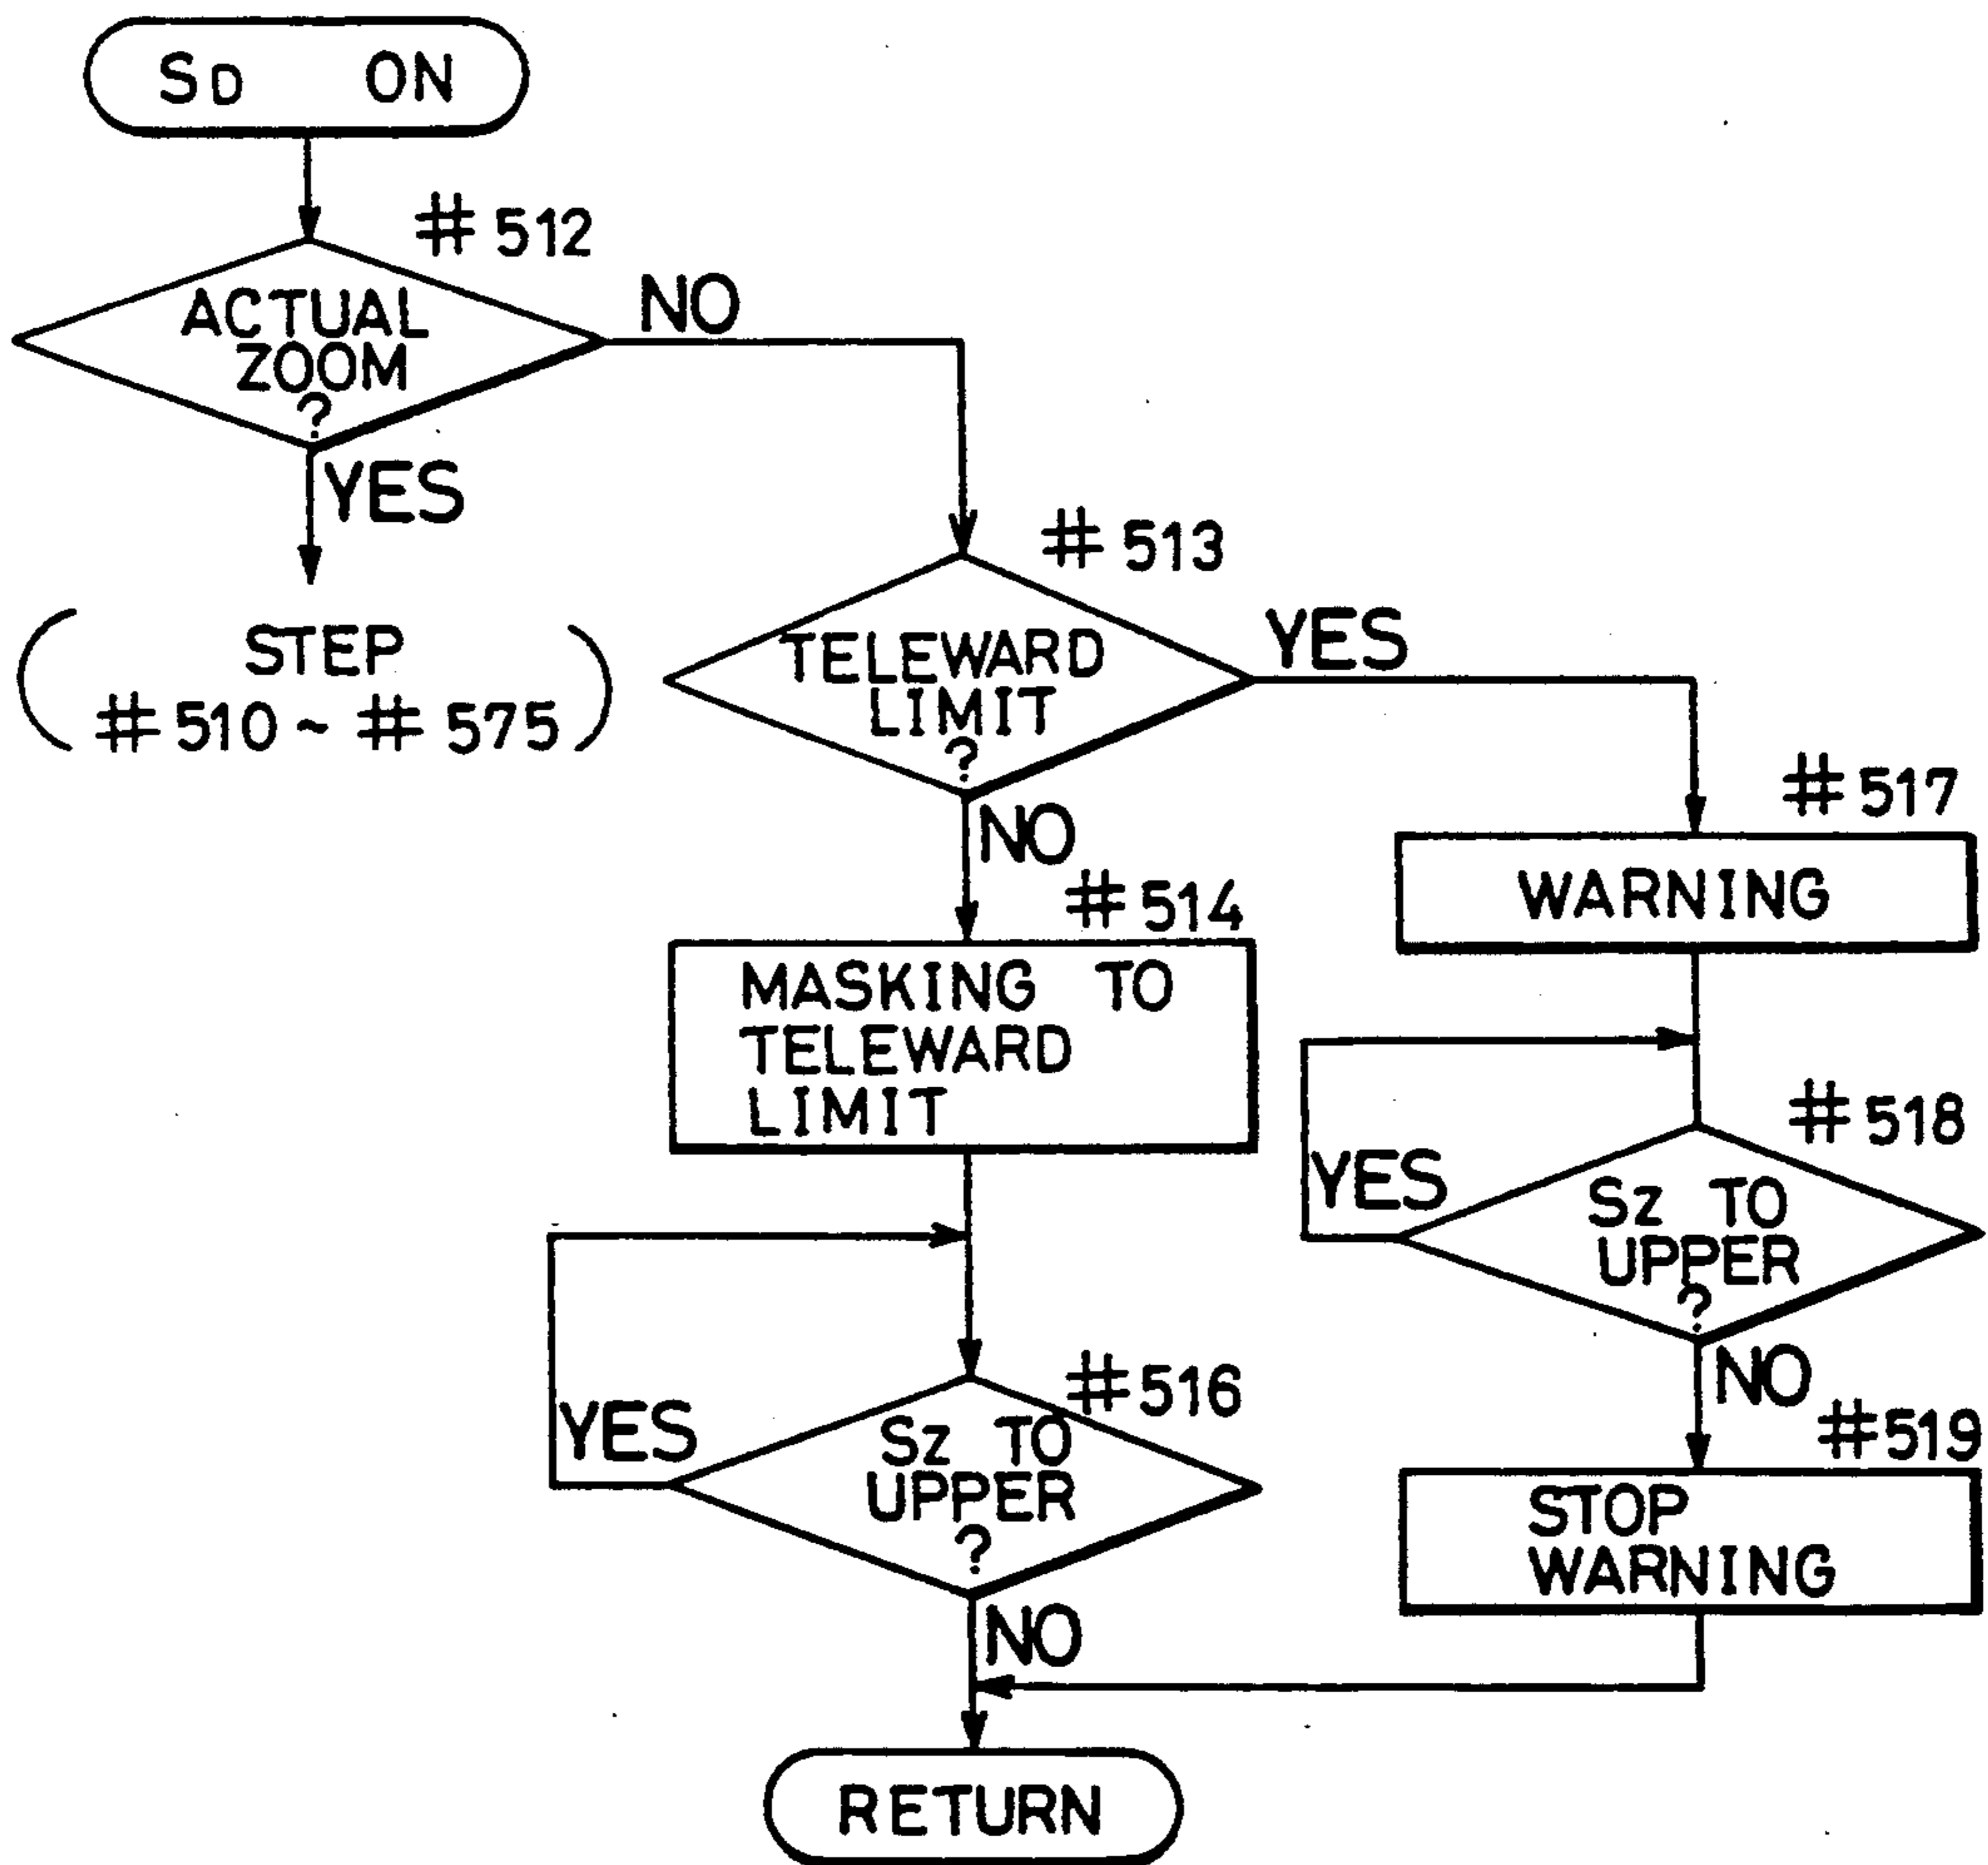 SD ON
#512
ACTUAL
ZOOM
?
NO
YES
STEP
#510~#575
#513
TELEWARD
LIMIT
?
YES
NO
#517
WARNING
#514
MASKING TO
TELEWARD
LIMIT
#518
YES
Sz TO
UPPER
?
NO
#516
YES
Sz TO
UPPER
?
NO
#519
STOP
WARNING
RETURN